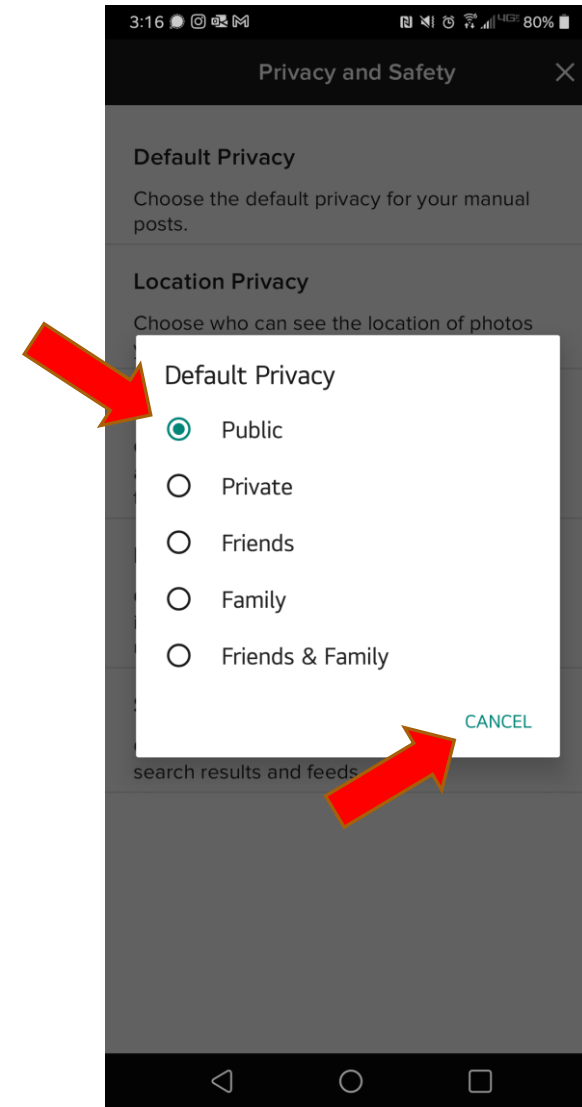 3:16 4GE 80%
Privacy and Safety
Default Privacy
Choose the default privacy for your manual
posts.
Location Privacy
Choose who can see the location of photos
Default Privacy
Public
Private
Friends
Family
Friends & Family
CANCEL
search results and feeds